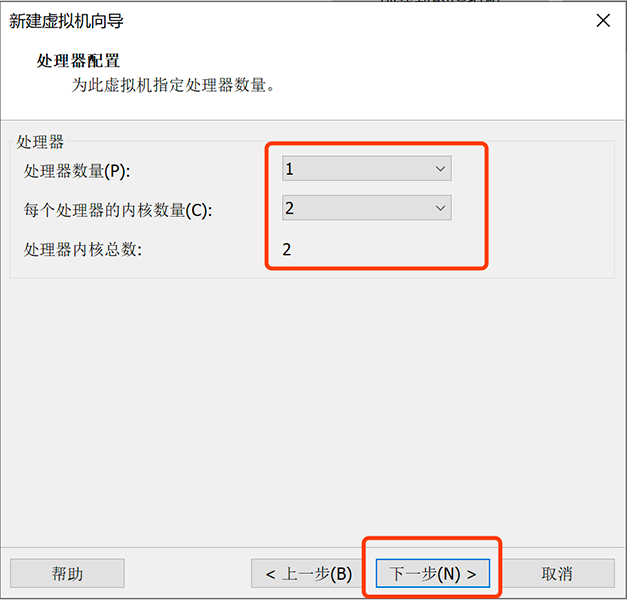 新建虚拟机向导
处理器配置
为此虚拟机指定处理器数量。
处理器
处理器数量(P): 1
每个处理器的内核数量(C): 2
处理器内核总数: 2
帮助 < 上一步(B) 下一步(N) > 取消